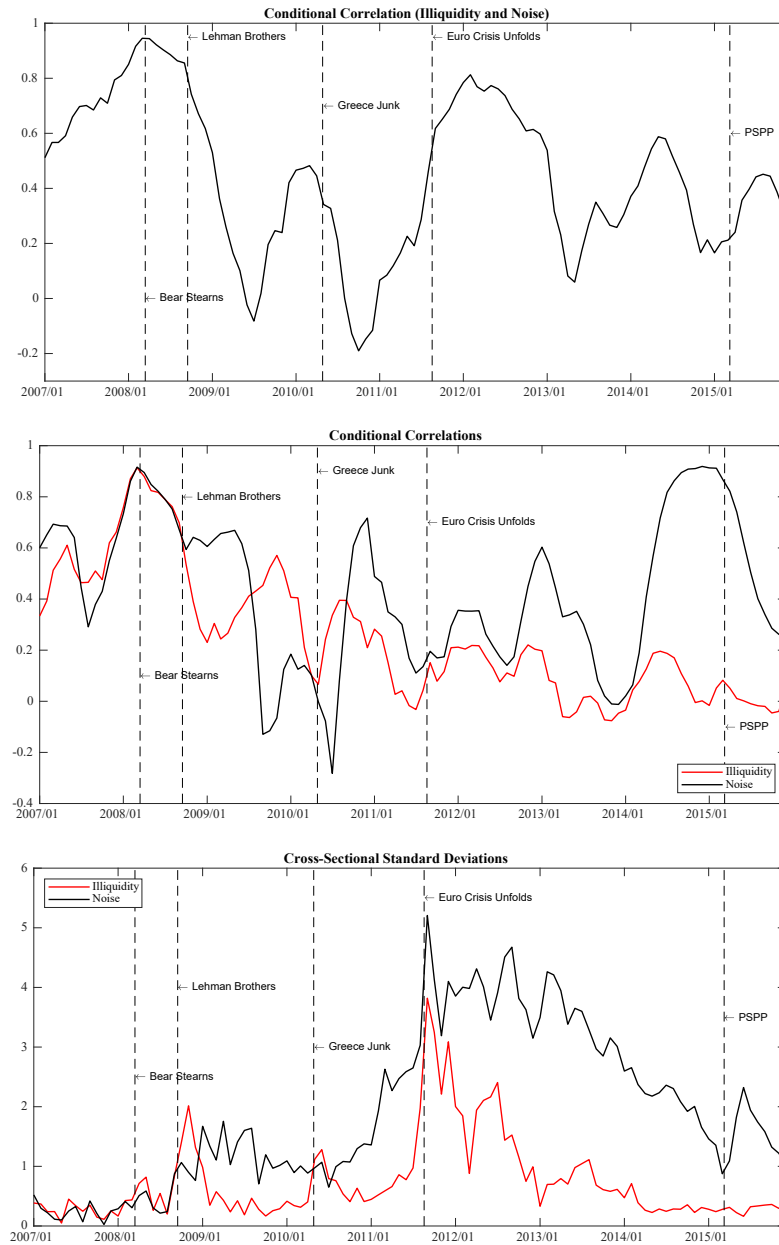 Conditional Correlation (Illiquidity and Noise)
1
← Lehman Brothers
← Euro Crisis Unfolds
0.8
← Greece Junk
0.6
← PSPP
0.4
0.2
0
← Bear Stearns
-0.2
2007/01 2008/01 2009/01 2010/01 2011/01 2012/01 2013/01 2014/01 2015/01
Conditional Correlations
1
← Greece Junk
0.8
← Lehman Brothers
← Euro Crisis Unfolds
0.6
0.4
0.2
← Bear Stearns
0
← PSPP
-0.2
Illiquidity
Noise
-0.4
2007/01 2008/01 2009/01 2010/01 2011/01 2012/01 2013/01 2014/01 2015/01
Cross-Sectional Standard Deviations
6
Illiquidity
Noise
← Euro Crisis Unfolds
5
← Lehman Brothers
4
← PSPP
3
← Greece Junk
← Bear Stearns
2
1
0
2007/01 2008/01 2009/01 2010/01 2011/01 2012/01 2013/01 2014/01 2015/01